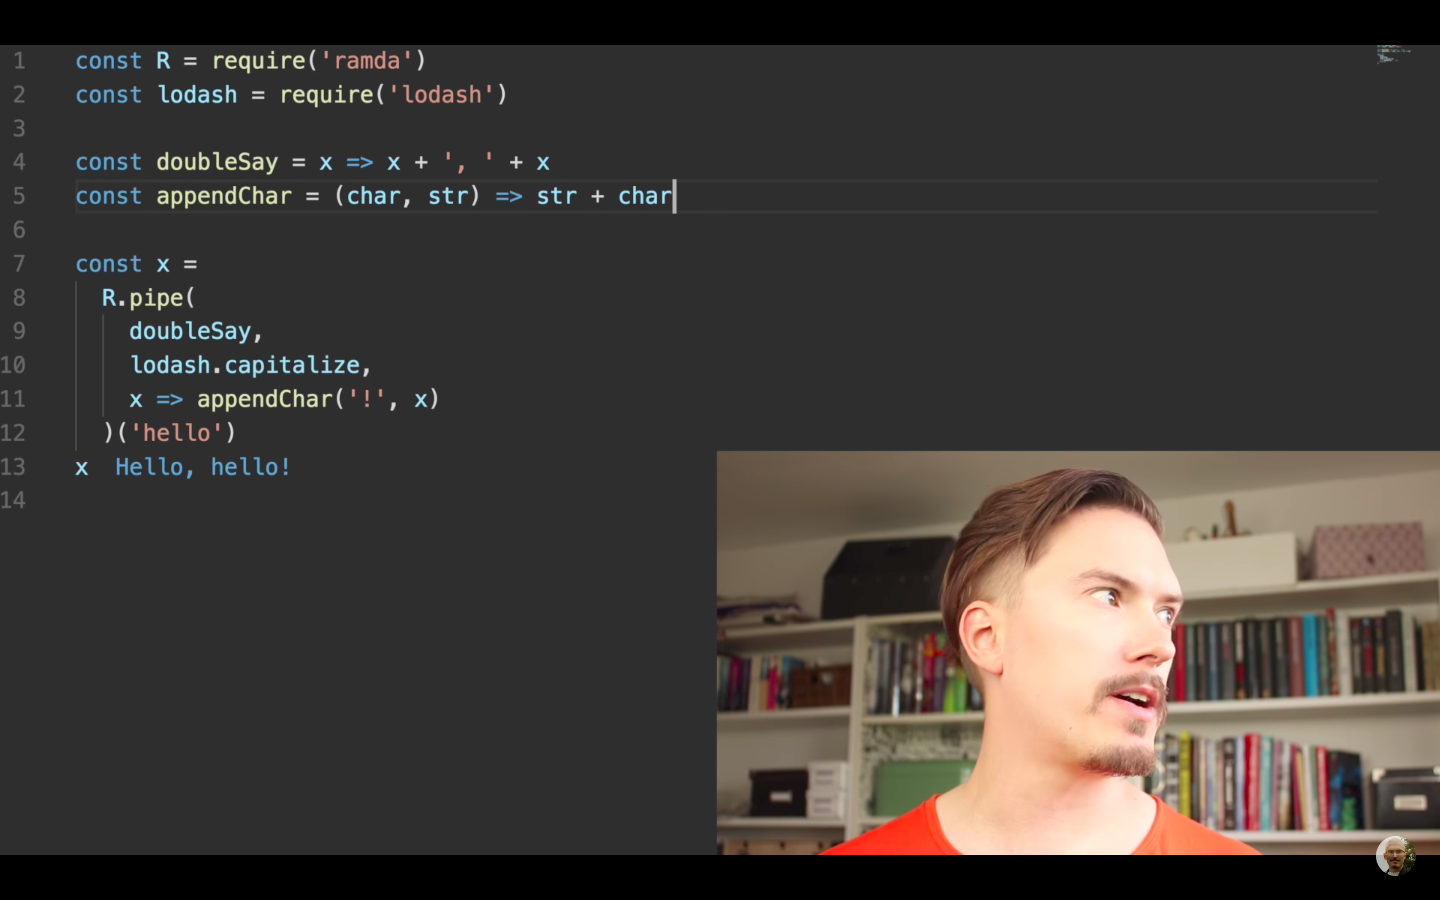 1 const R = require('ramda')
2 const lodash = require('lodash')
3
4 const doubleSay = x => x + ', ' + x
5 const appendChar = (char, str) => str + char
6
7 const x =
8 R.pipe(
9 doubleSay,
10 lodash.capitalize,
11 x => appendChar('!', x)
12 )('hello')
13 x Hello, hello!
14